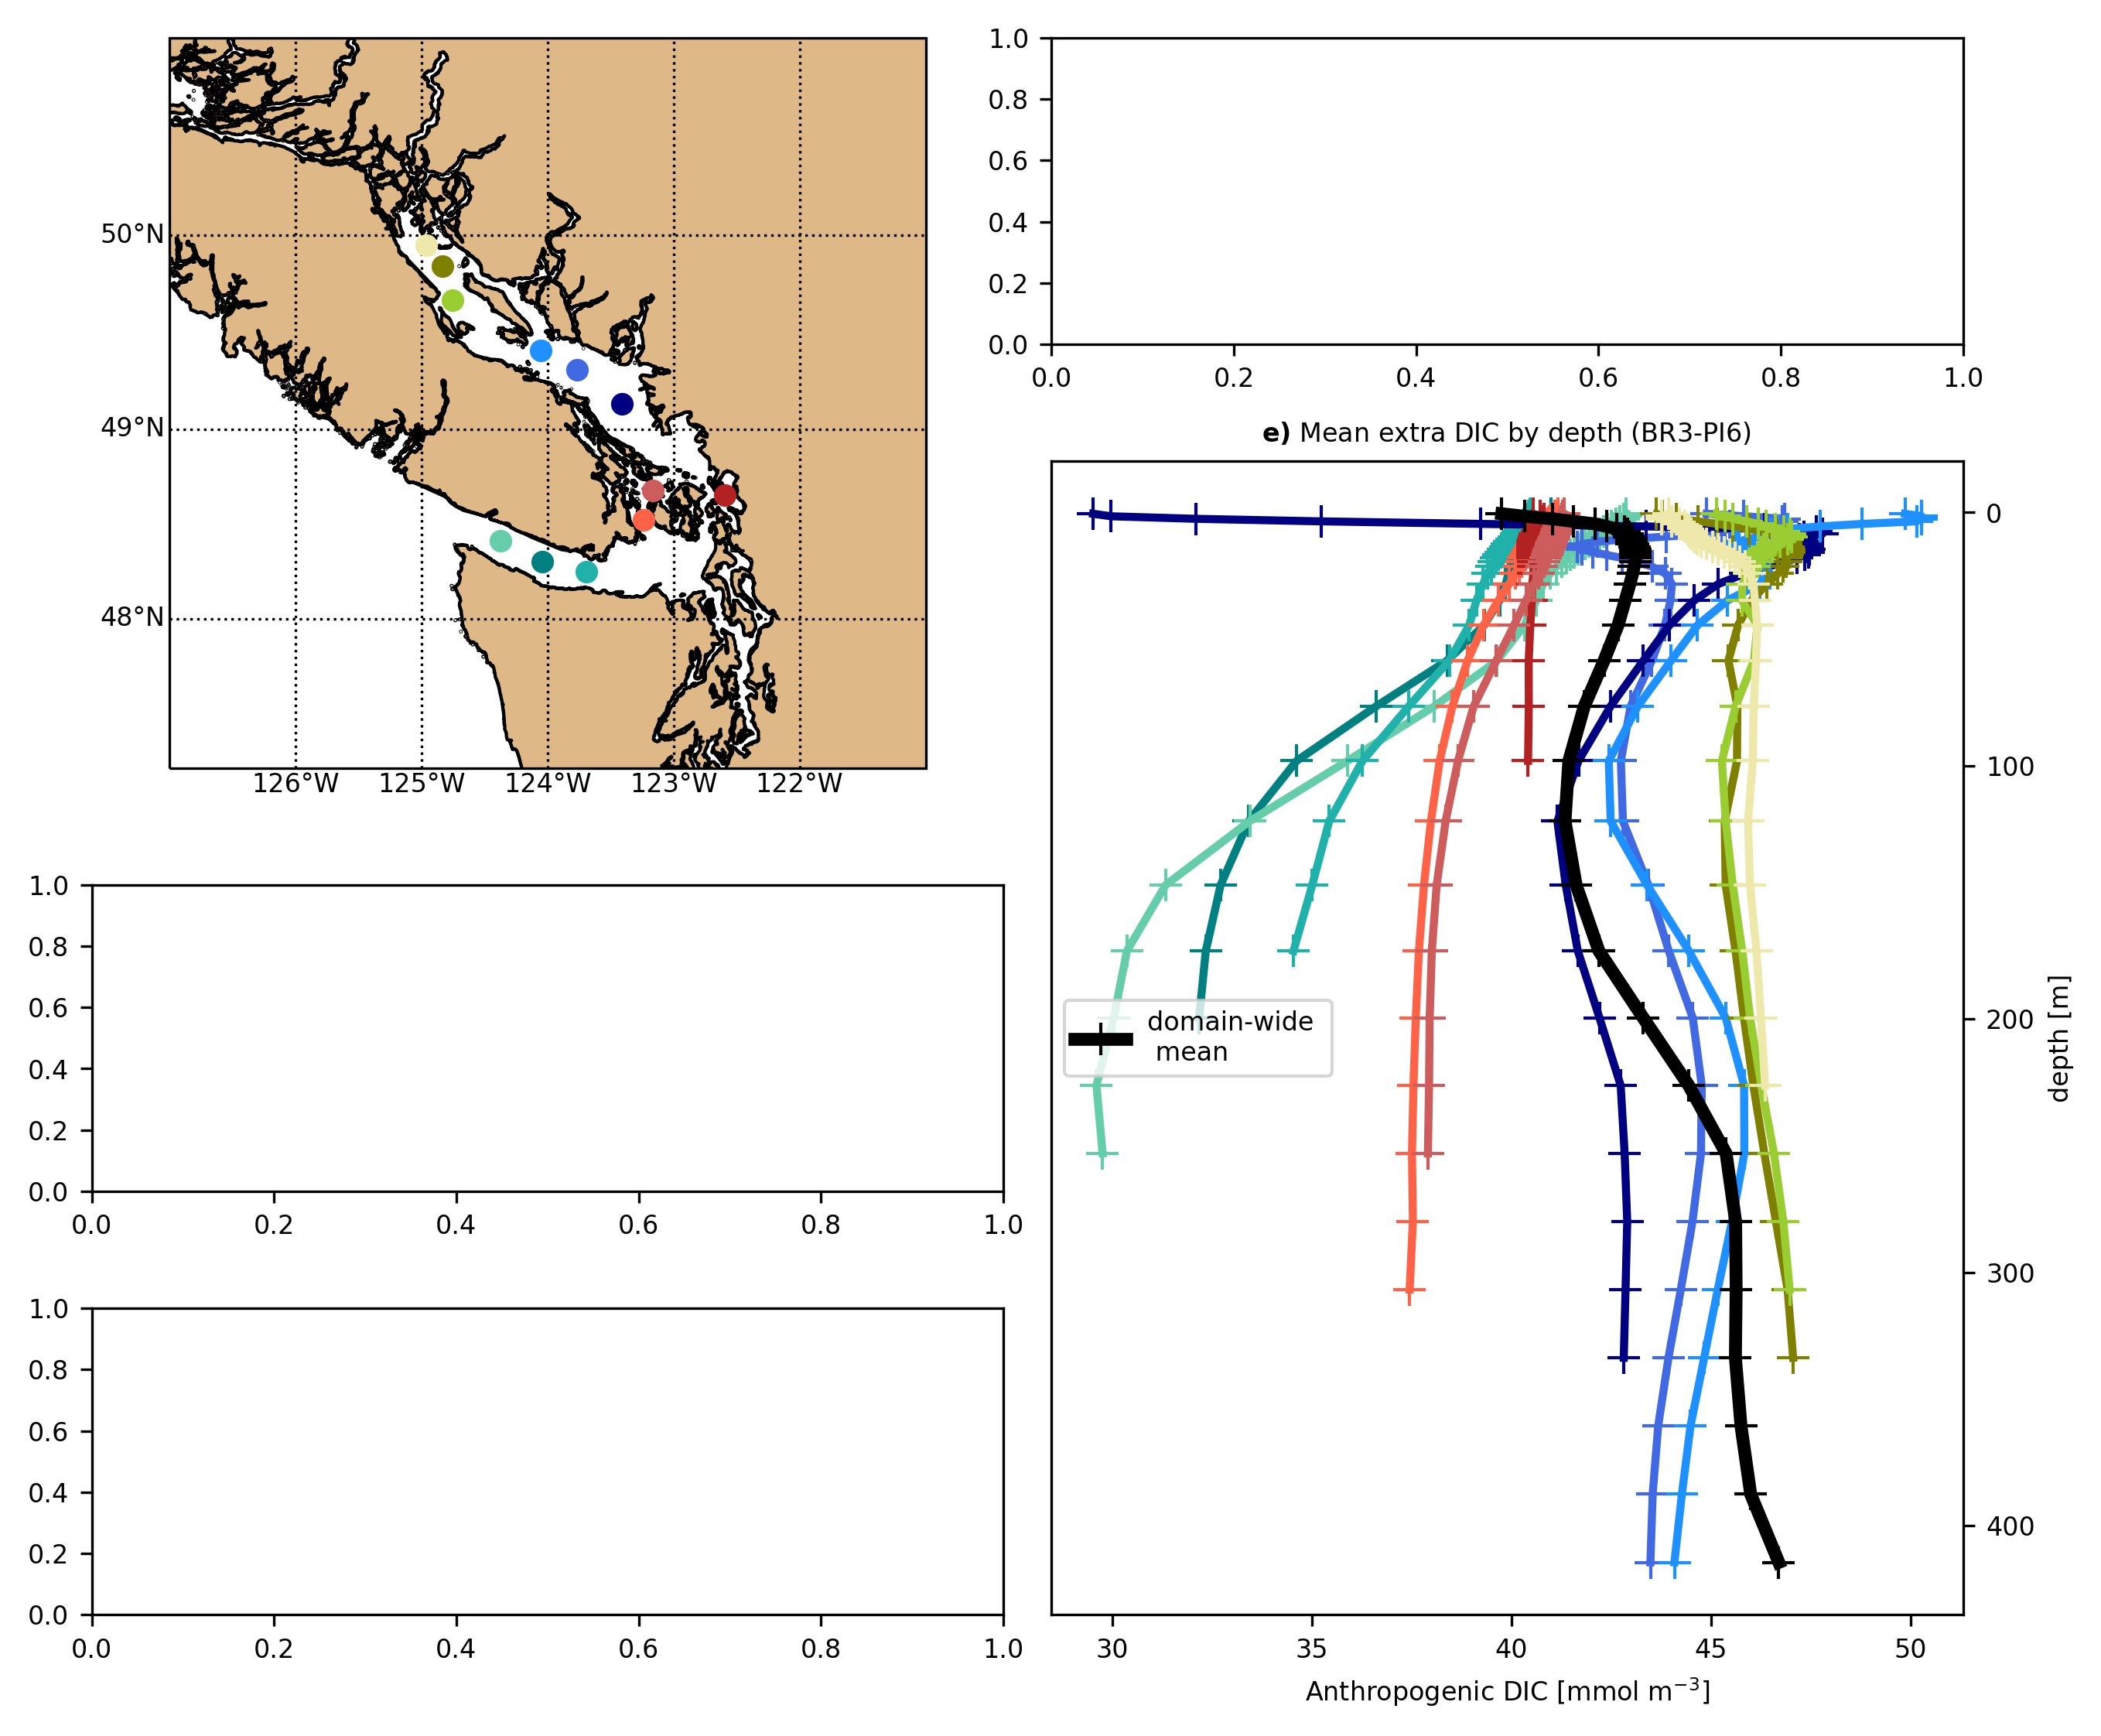 50°N
49°N
48°N
126°W 125°W 124°W 123°W 122°W
1.0
0.8
0.6
0.4
0.2
0.0
0.0 0.2 0.4 0.6 0.8 1.0
e) Mean extra DIC by depth (BR3-PI6)
0
100
200
300
400
depth [m]
domain-wide
mean
30 35 40 45 50
Anthropogenic DIC [mmol m⁻³]
1.0
0.8
0.6
0.4
0.2
0.0
0.0 0.2 0.4 0.6 0.8 1.0
1.0
0.8
0.6
0.4
0.2
0.0
0.0 0.2 0.4 0.6 0.8 1.0